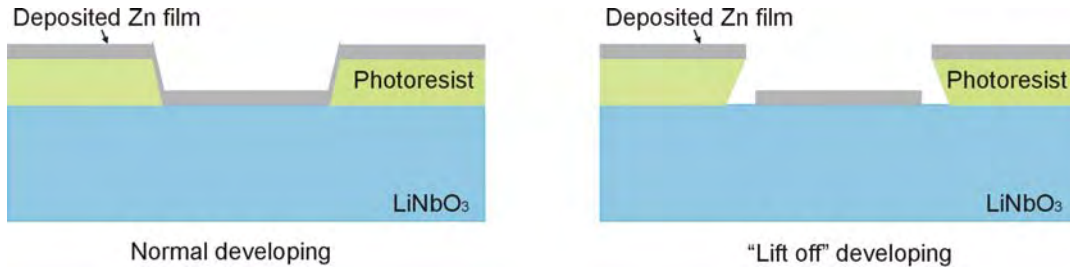 Deposited Zn film
Photoresist
LiNbO₃
Normal developing
Deposited Zn film
Photoresist
LiNbO₃
“Lift off” developing